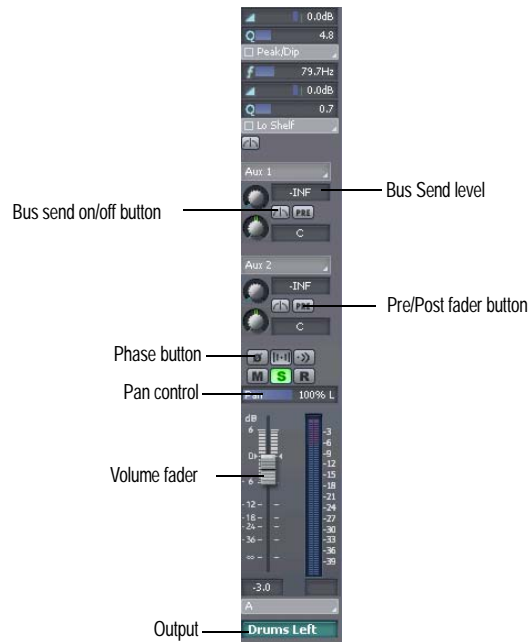 0.0dB
Q 4.8
Peak/Dip
f 79.7Hz
0.0dB
Q 0.7
Lo Shelf
Aux 1
-INF
Bus Send level
Bus send on/off button
PRE
C
Aux 2
-INF
PRE
Pre/Post fader button
C
Phase button
M S R
Pan control
Pan 100% L
dB
6
0
6
-12
-18
-24
-36
-∞
-3
-6
-9
-12
-15
-18
-21
-24
-27
-30
-33
-36
-39
Volume fader
-3.0
A
Output
Drums Left